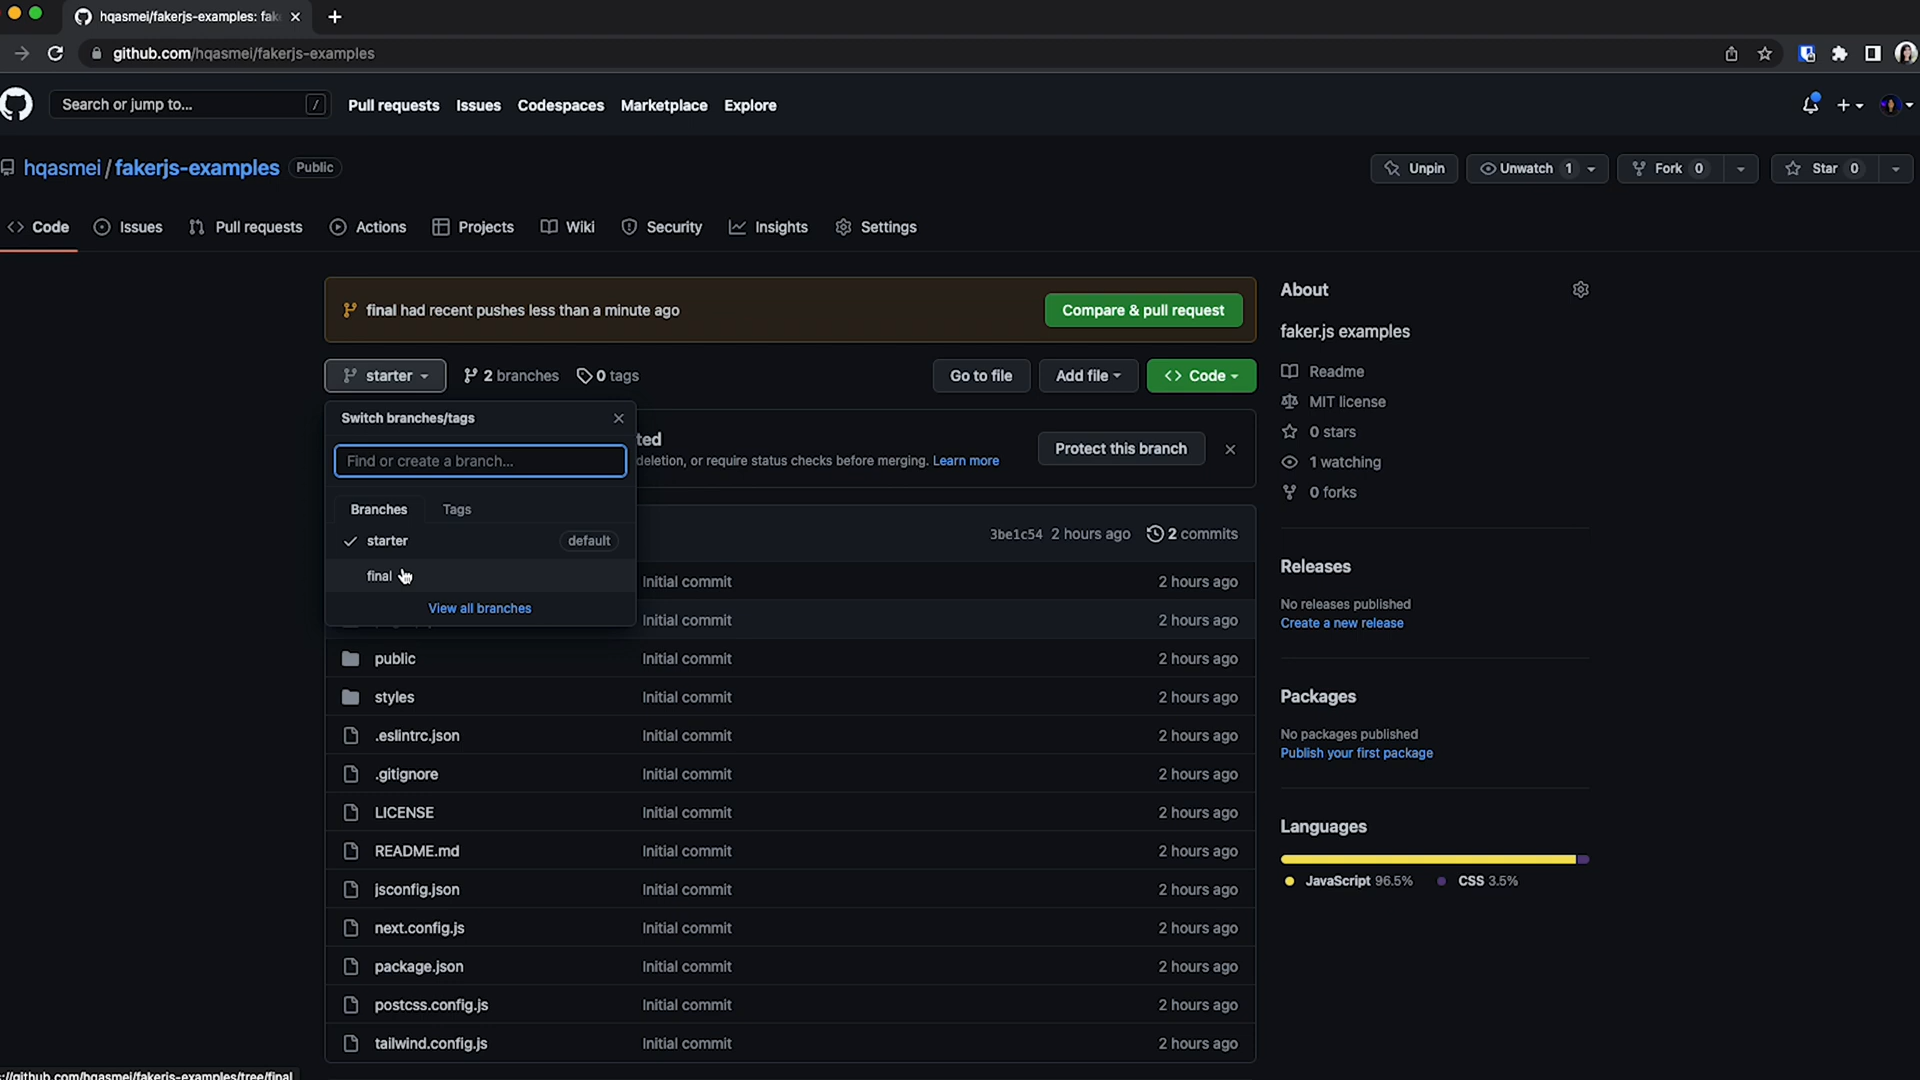 hqasmei/fakerjs-examples: fak
github.com/hqasmei/fakerjs-examples
Search or jump to... /
Pull requests Issues Codespaces Marketplace Explore
hqasmei / fakerjs-examples Public
Unpin Unwatch 1 Fork 0 Star 0
Code Issues Pull requests Actions Projects Wiki Security Insights Settings
final had recent pushes less than a minute ago Compare & pull request
starter 2 branches 0 tags Go to file Add file Code
Switch branches/tags
Find or create a branch...
Branches Tags
starter default
final
View all branches
ted
deletion, or require status checks before merging. Learn more
Protect this branch
3be1c54 2 hours ago 2 commits
Initial commit 2 hours ago
Initial commit 2 hours ago
public Initial commit 2 hours ago
styles Initial commit 2 hours ago
.eslintrc.json Initial commit 2 hours ago
.gitignore Initial commit 2 hours ago
LICENSE Initial commit 2 hours ago
README.md Initial commit 2 hours ago
jsconfig.json Initial commit 2 hours ago
next.config.js Initial commit 2 hours ago
package.json Initial commit 2 hours ago
postcss.config.js Initial commit 2 hours ago
tailwind.config.js Initial commit 2 hours ago
About
faker.js examples
Readme
MIT license
0 stars
1 watching
0 forks
Releases
No releases published
Create a new release
Packages
No packages published
Publish your first package
Languages
JavaScript 96.5% CSS 3.5%
://github.com/hqasmei/fakerjs-examples/tree/final